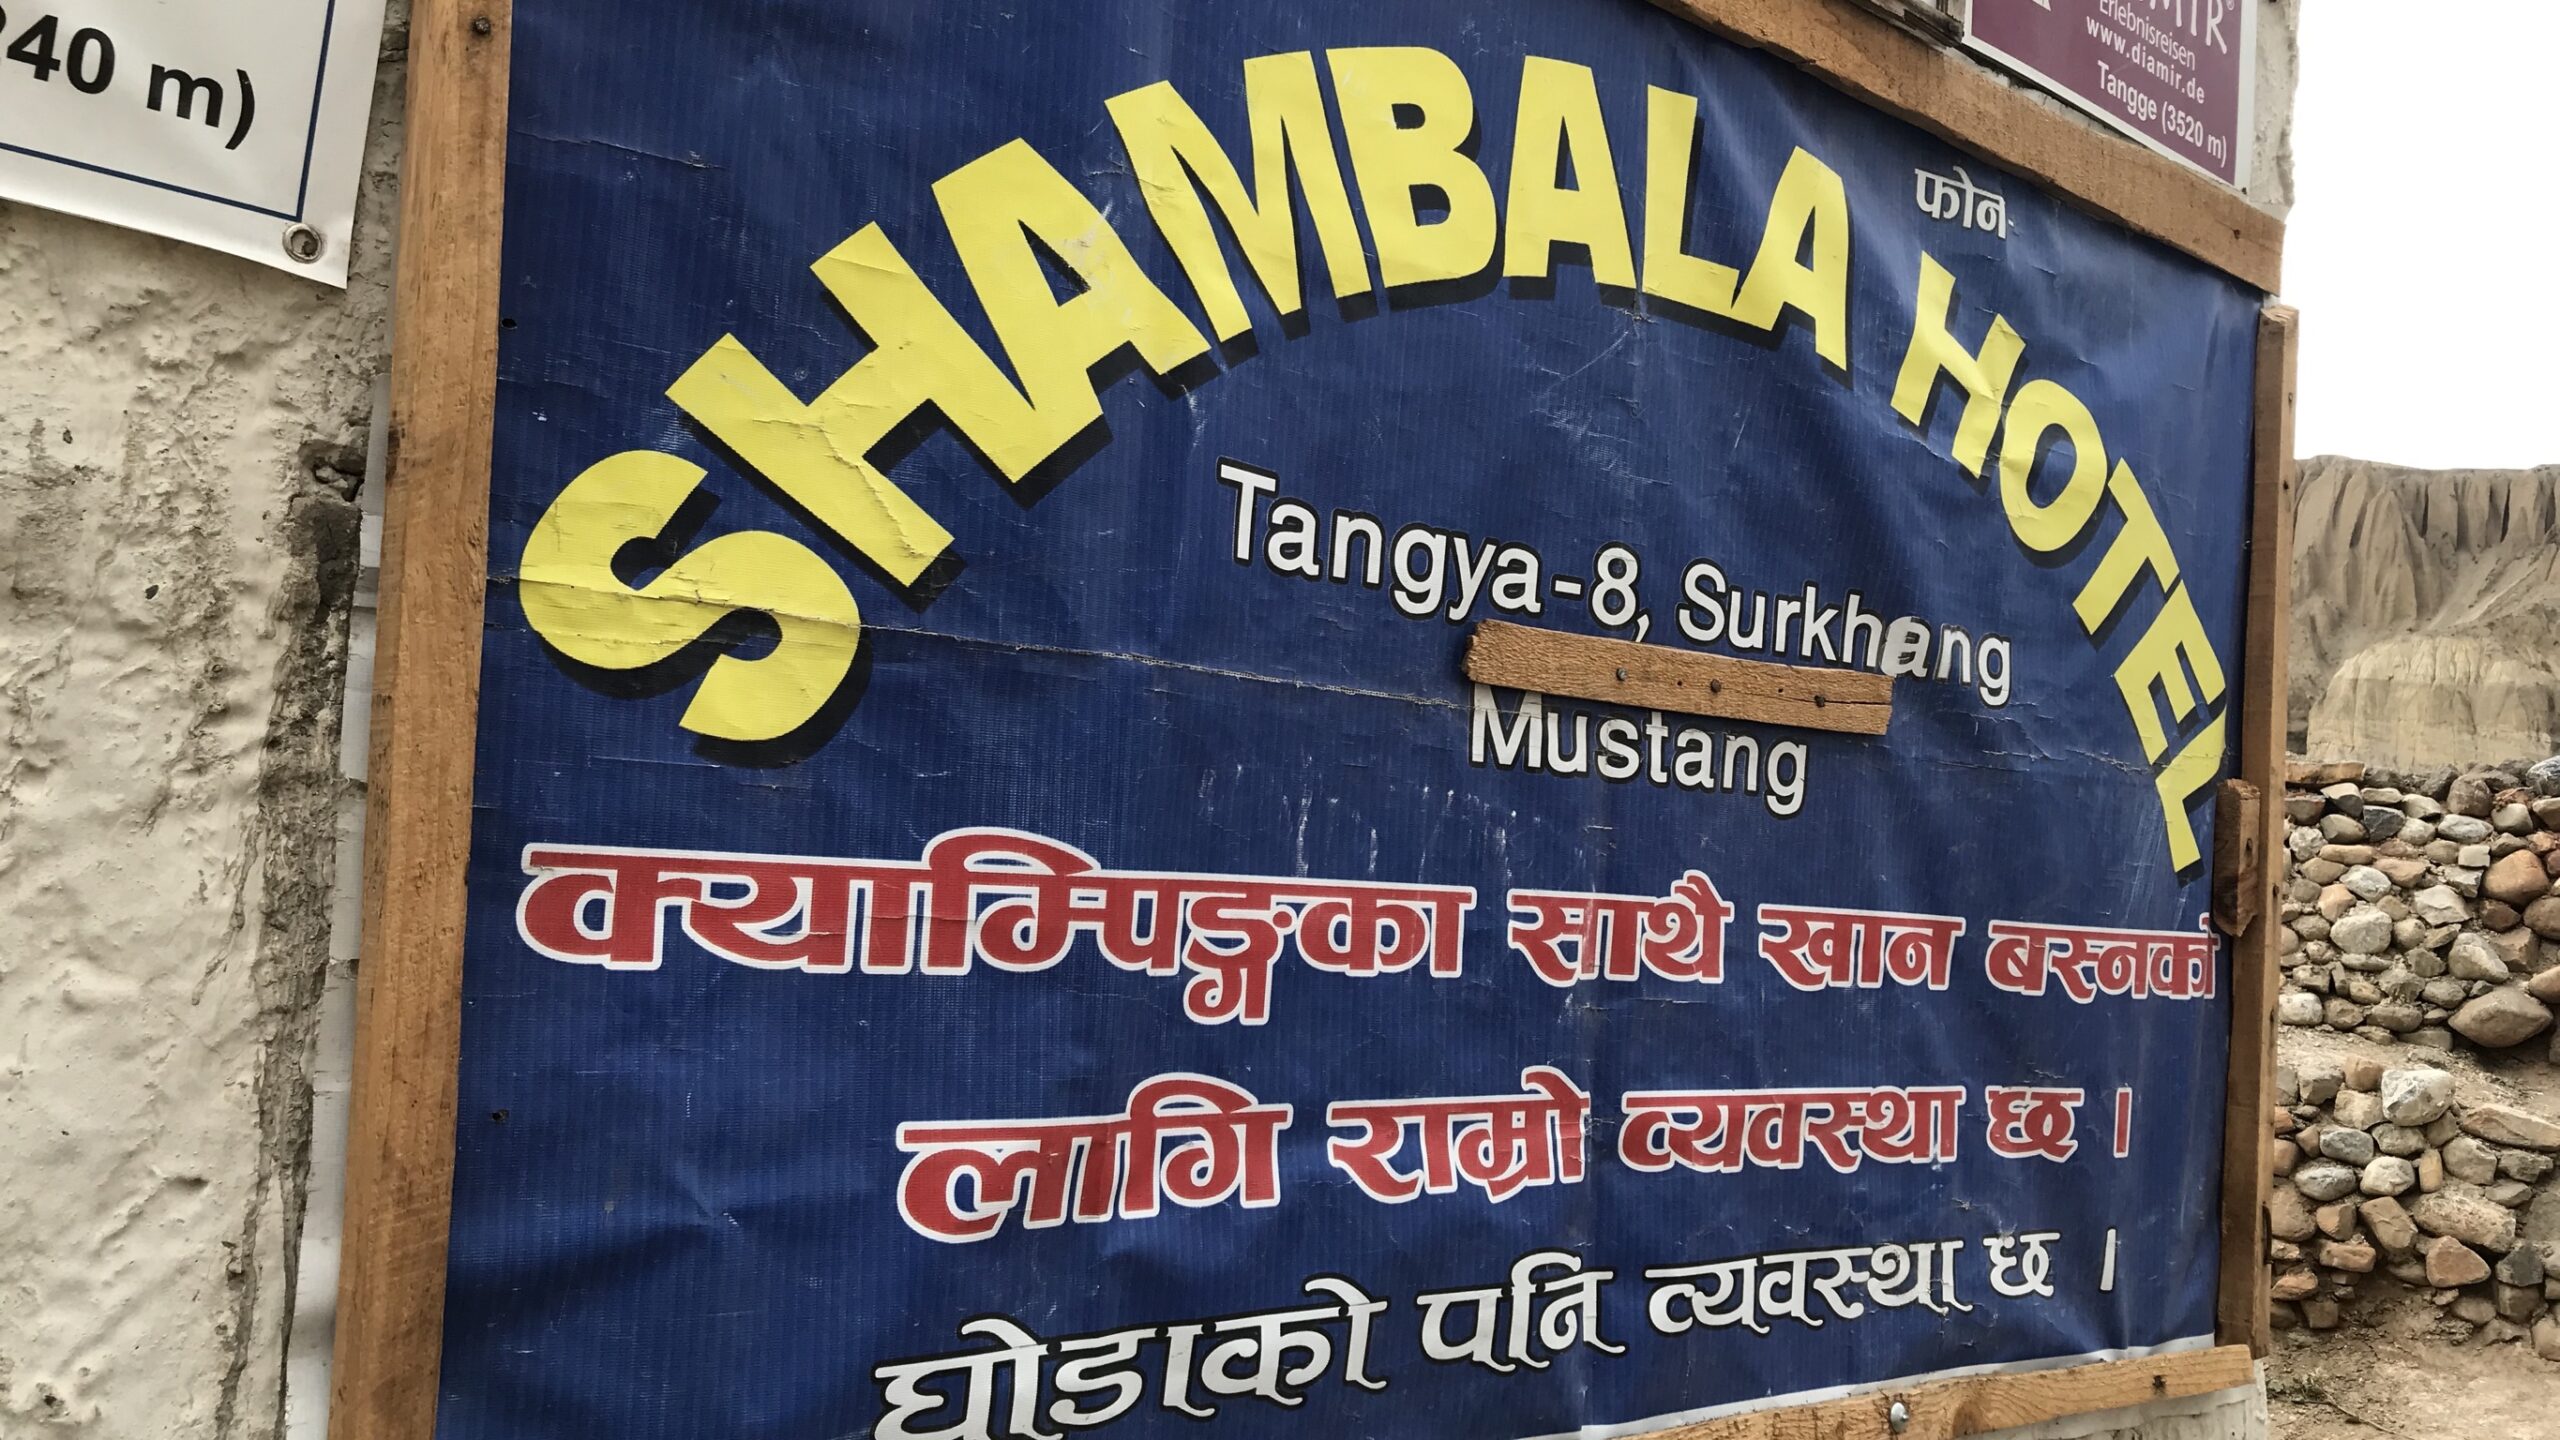 40 m)
Erlebnisreisen
www.diamir.de
Tangge (3520 m)
फोन
SHAMBALA HOTEL
Tangya-8, Surkhang
Mustang
क्याम्पिङ्गका साथै खान बस्नको
लागि राम्रो व्यवस्था छ ।
घोडाको पनि व्यवस्था छ ।